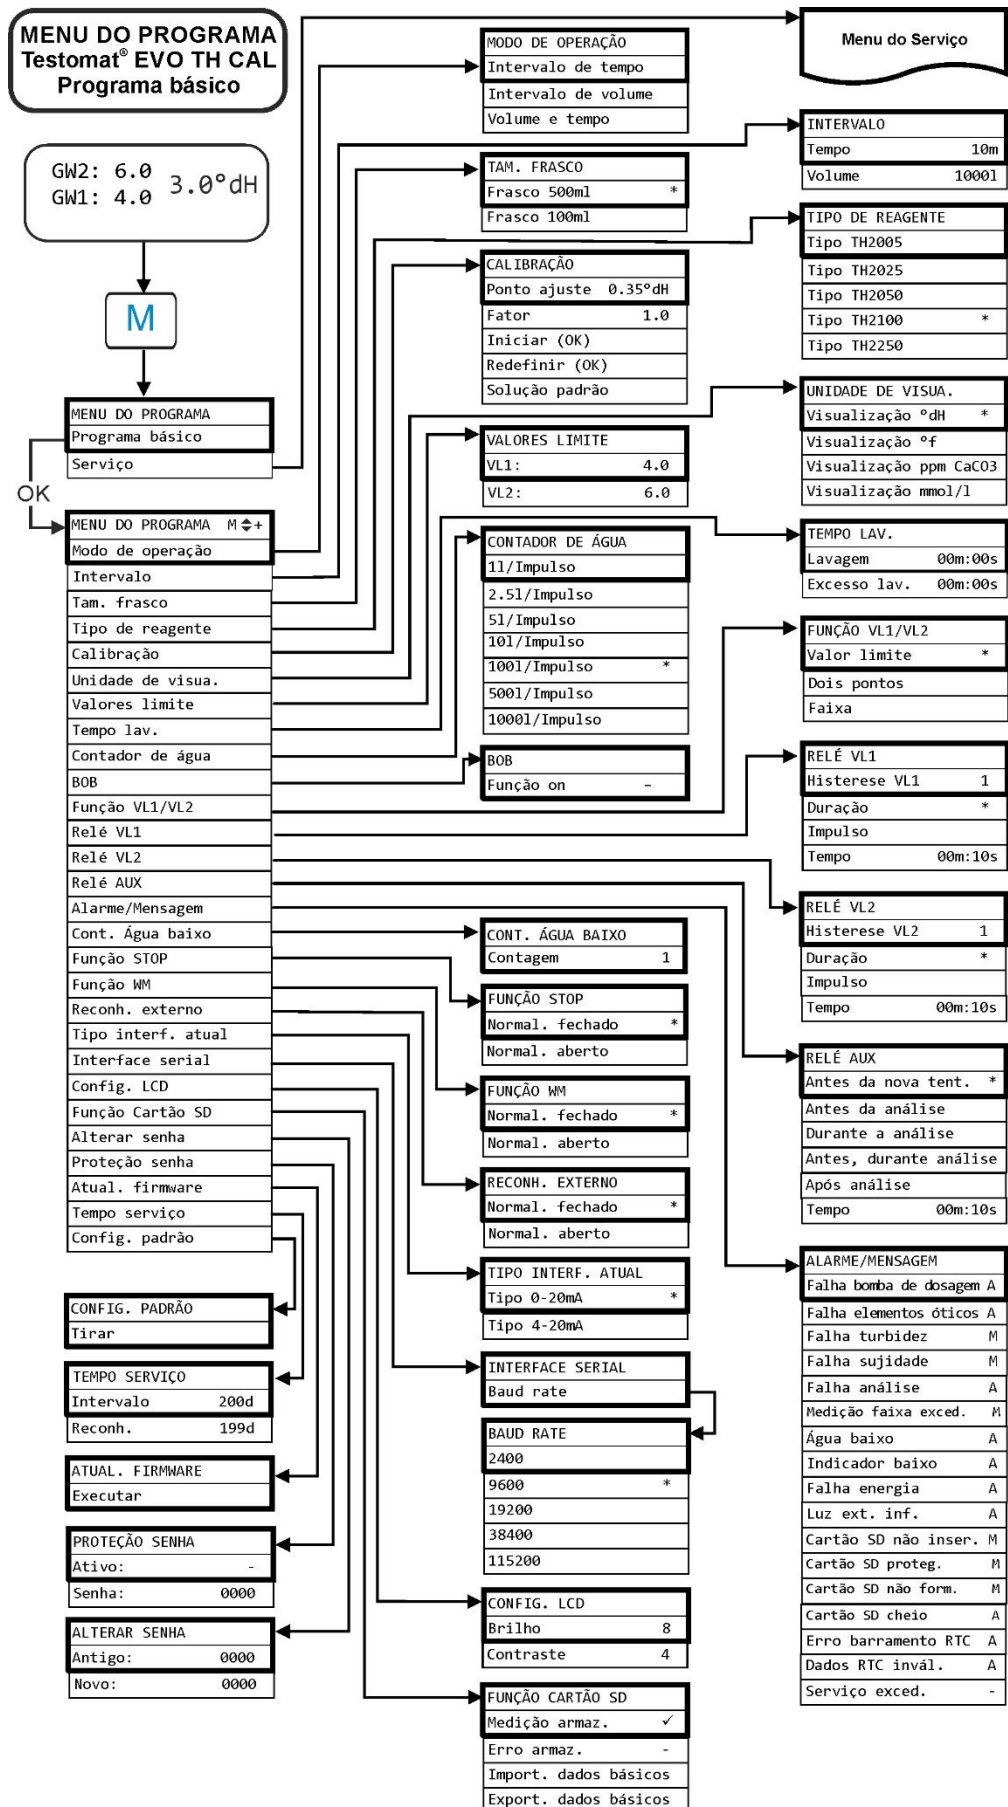 MENU DO PROGRAMA
Testomat® EVO TH CAL
Programa básico
GW2: 6.0
GW1: 4.0
3.0°dH
M
MENU DO PROGRAMA
Programa básico
Serviço
OK
MENU DO PROGRAMA M+
Modo de operação
Intervalo
Tam. frasco
Tipo de reagente
Calibração
Unidade de visua.
Valores limite
Tempo lav.
Contador de água
BOB
Função VL1/VL2
Relé VL1
Relé VL2
Relé AUX
Alarme/Mensagem
Cont. Água baixo
Função STOP
Função WM
Reconh. externo
Tipo interf. atual
Interface serial
Config. LCD
Função Cartão SD
Alterar senha
Proteção senha
Atual. firmware
Tempo serviço
Config. padrão
CONFIG. PADRÃO
Tirar
TEMPO SERVIÇO
Intervalo 200d
Reconh. 199d
ATUAL. FIRMWARE
Executar
PROTEÇÃO SENHA
Ativo: -
Senha: 0000
ALTERAR SENHA
Antigo: 0000
Novo: 0000
MODO DE OPERAÇÃO
Intervalo de tempo
Intervalo de volume
Volume e tempo
TAM. FRASCO
Frasco 500ml *
Frasco 100ml
CALIBRAÇÃO
Ponto ajuste 0.35°dH
Fator 1.0
Iniciar (OK)
Redefinir (OK)
Solução padrão
VALORES LIMITE
VL1: 4.0
VL2: 6.0
CONTADOR DE ÁGUA
1l/Impulso
2.5l/Impulso
5l/Impulso
10l/Impulso
100l/Impulso *
500l/Impulso
1000l/Impulso
BOB
Função on -
CONT. ÁGUA BAIXO
Contagem 1
FUNÇÃO STOP
Normal. fechado *
Normal. aberto
FUNÇÃO WM
Normal. fechado *
Normal. aberto
RECONH. EXTERNO
Normal. fechado *
Normal. aberto
TIPO INTERF. ATUAL
Tipo 0-20mA *
Tipo 4-20mA
INTERFACE SERIAL
Baud rate
BAUD RATE
2400
9600 *
19200
38400
115200
CONFIG. LCD
Brilho 8
Contraste 4
FUNÇÃO CARTÃO SD
Medição armaz. ✓
Erro armaz. -
Import. dados básicos
Export. dados básicos
Menu do Serviço
INTERVALO
Tempo 10m
Volume 1000l
TIPO DE REAGENTE
Tipo TH2005
Tipo TH2025
Tipo TH2050
Tipo TH2100 *
Tipo TH2250
UNIDADE DE VISUA.
Visualização °dH *
Visualização °f
Visualização ppm CaCO3
Visualização mmol/l
TEMPO LAV.
Lavagem 00m:00s
Excesso lav. 00m:00s
FUNÇÃO VL1/VL2
Valor limite *
Dois pontos
Faixa
RELÉ VL1
Histerese VL1 1
Duração *
Impulso
Tempo 00m:10s
RELÉ VL2
Histerese VL2 1
Duração *
Impulso
Tempo 00m:10s
RELÉ AUX
Antes da nova tent. *
Antes da análise
Durante a análise
Antes, durante análise
Após análise
Tempo 00m:10s
ALARME/MENSAGEM
Falha bomba de dosagem A
Falha elementos óticos A
Falha turbidez M
Falha sujidade M
Falha análise A
Medição faixa exced. M
Água baixo A
Indicador baixo A
Falha energia A
Luz ext. inf. A
Cartão SD não inser. M
Cartão SD proteg. M
Cartão SD não form. M
Cartão SD cheio A
Erro barramento RTC A
Dados RTC invál. A
Serviço exced. -